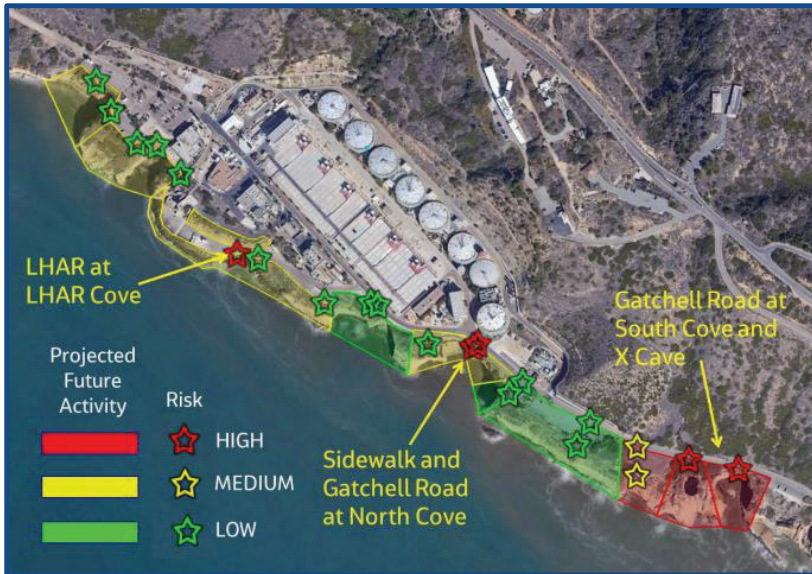 LHAR at
LHAR Cove
Gatchell Road at
South Cove and
X Cave
Projected
Future
Activity
Risk
HIGH
MEDIUM
LOW
Sidewalk and
Gatchell Road
at North Cove